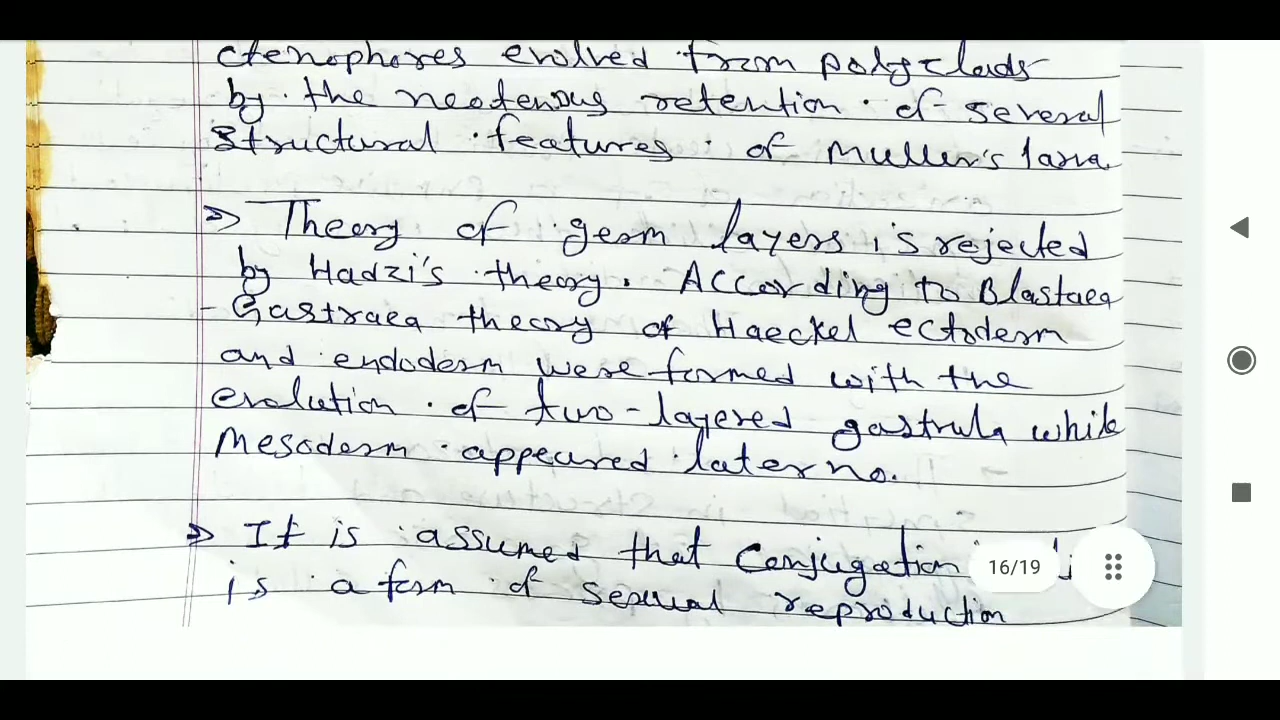 ctenophores evolved from polyclads
by the neotenous retention of several
structural features of Muller's larva
=> Theory of germ layers is rejected
by Hadzi's theory. According to Blastaea
- Gastraea theory of Haeckel ectoderm
and endoderm were formed with the
evolution of two-layered gastrula while
Mesoderm appeared later no.
=> It is assumed that Conjugation
is a form of sexual reproduction
16/19